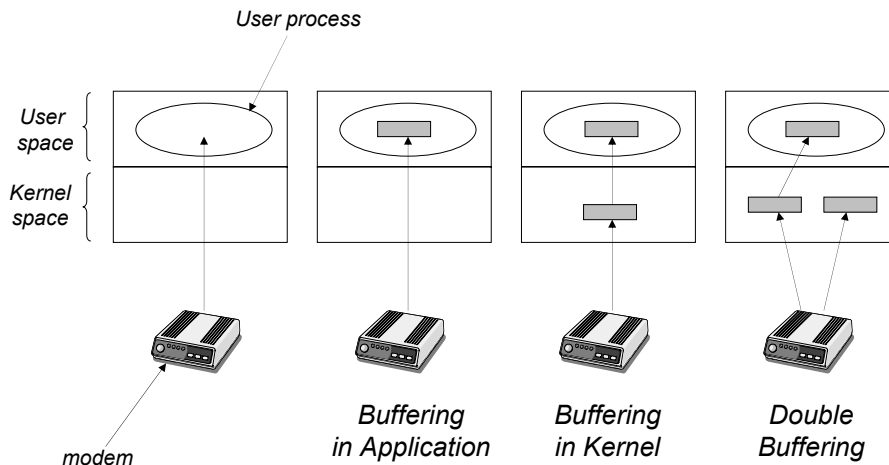 User process
User
space
Kernel
space
modem
Buffering
in Application
Buffering
in Kernel
Double
Buffering